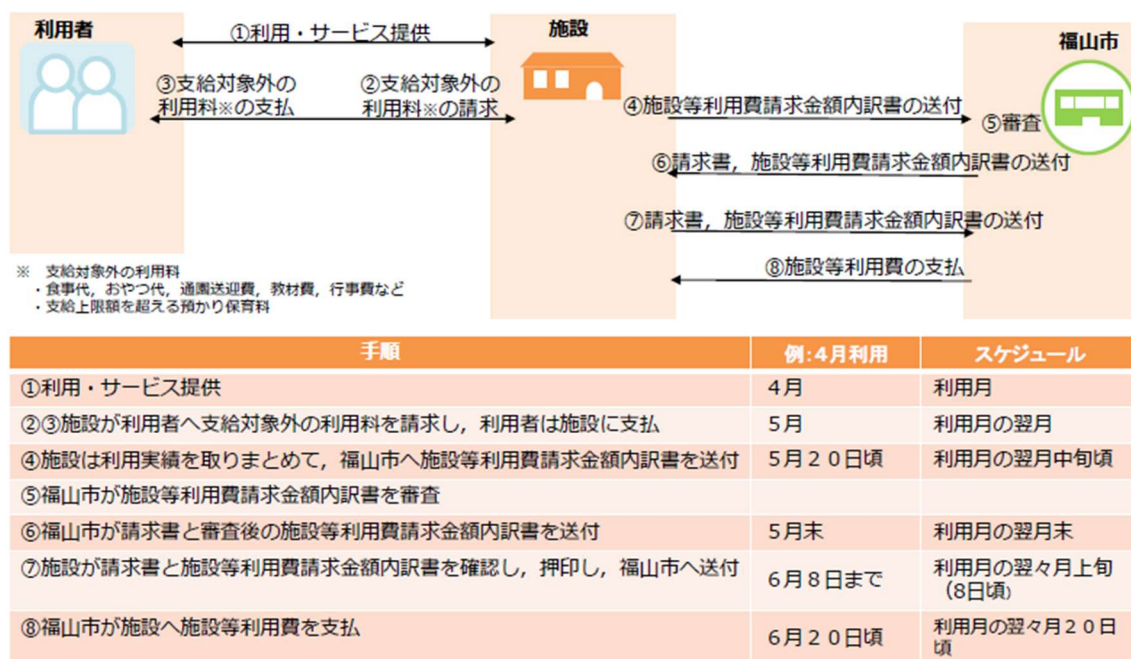 利用者
施設
福山市
①利用・サービス提供
③支給対象外の
利用料※の支払
②支給対象外の
利用料※の請求
④施設等利用費請求金額内訳書の送付
⑤審査
⑥請求書，施設等利用費請求金額内訳書の送付
⑦請求書，施設等利用費請求金額内訳書の送付
⑧施設等利用費の支払
※　支給対象外の利用料
・食事代，おやつ代，通園送迎費，教材費，行事費など
・支給上限額を超える預かり保育料
手順　例：4月利用　スケジュール
①利用・サービス提供　４月　利用月
②③施設が利用者へ支給対象外の利用料を請求し，利用者は施設に支払　５月　利用月の翌月
④施設は利用実績を取りまとめて，福山市へ施設等利用費請求金額内訳書を送付　５月２０日頃　利用月の翌月中旬頃
⑤福山市が施設等利用費請求金額内訳書を審査
⑥福山市が請求書と審査後の施設等利用費請求金額内訳書を送付　５月末　利用月の翌月末
⑦施設が請求書と施設等利用費請求金額内訳書を確認し，押印し，福山市へ送付　６月８日まで　利用月の翌々月上旬
（8日頃）
⑧福山市が施設へ施設等利用費を支払　６月２０日頃　利用月の翌々月２０日
頃